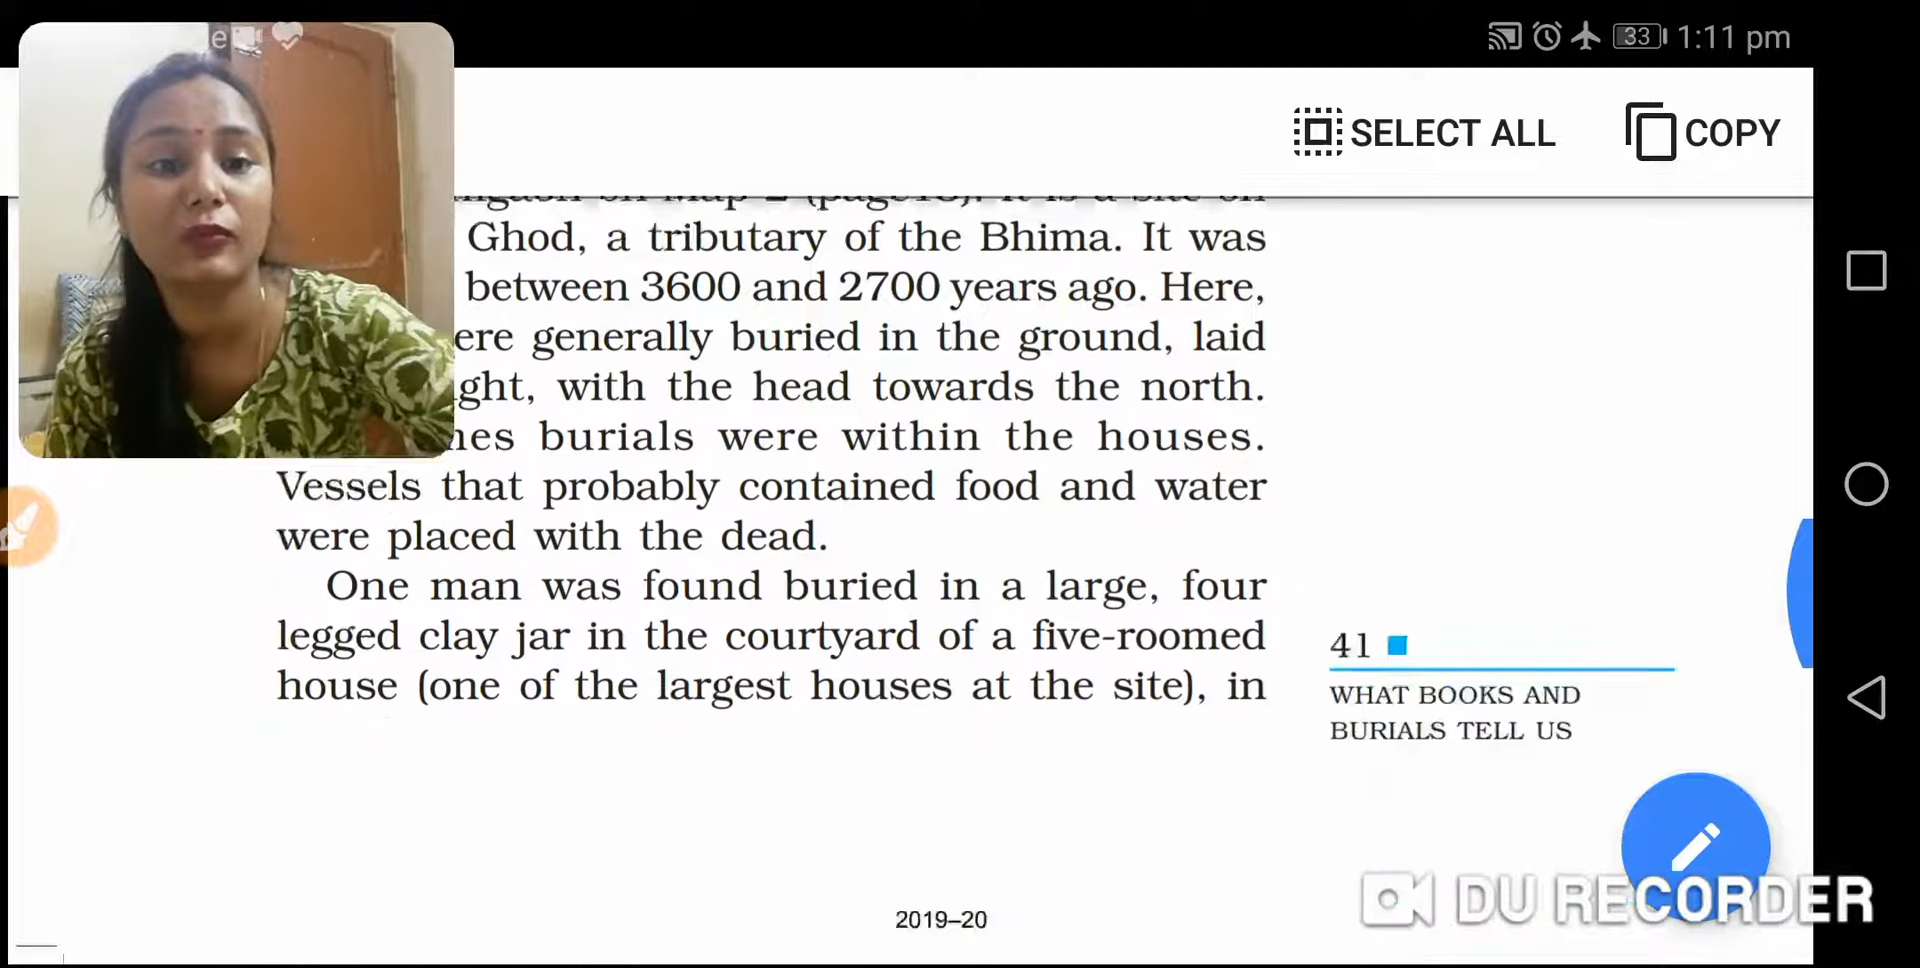 1:11 pm
33
SELECT ALL
COPY
Ghod, a tributary of the Bhima. It was
between 3600 and 2700 years ago. Here,
ere generally buried in the ground, laid
ght, with the head towards the north.
nes burials were within the houses.
Vessels that probably contained food and water
were placed with the dead.
One man was found buried in a large, four
legged clay jar in the courtyard of a five-roomed
house (one of the largest houses at the site), in
41
WHAT BOOKS AND
BURIALS TELL US
2019–20
DU RECORDER